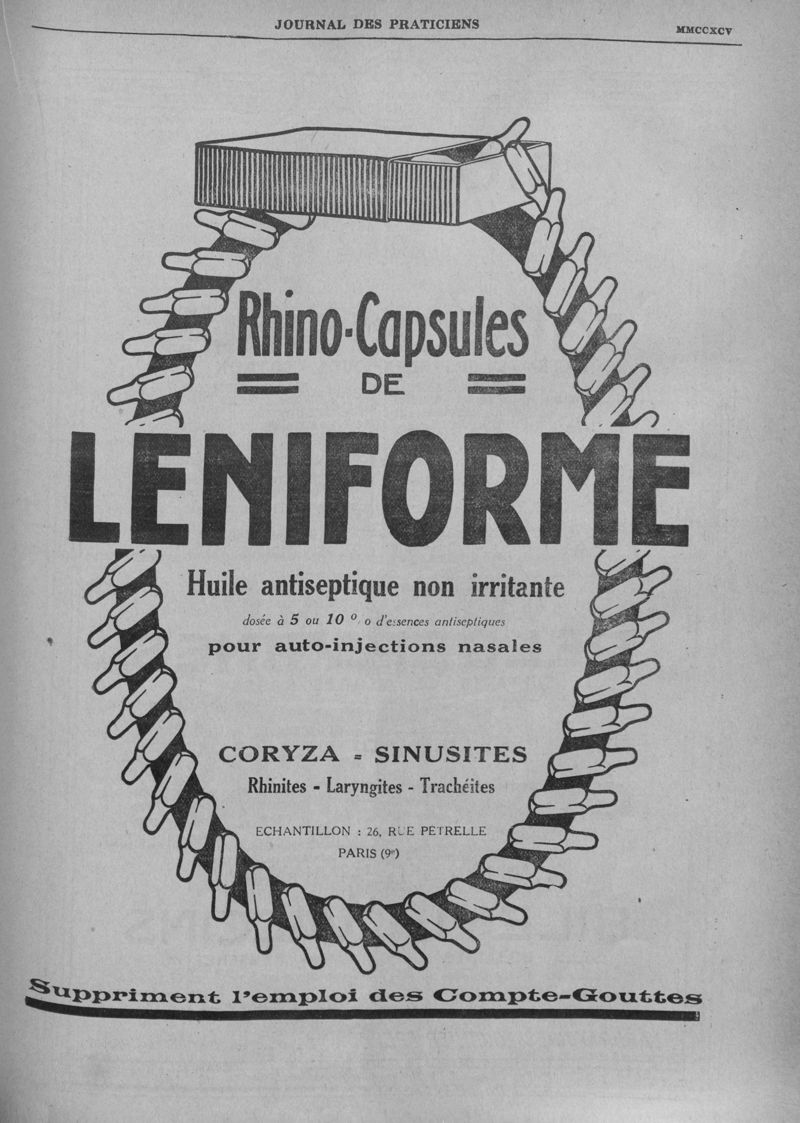 JOURNAL DES PRATICIENS
MMCCXCV
Rhino-Capsules
DE
LENIFORME
Huile antiseptique non irritante
dosée à 5 ou 10 % d'essences antiseptiques
pour auto-injections nasales
CORYZA - SINUSITES
Rhinites - Laryngites - Trachéites
ECHANTILLON : 26, RUE PÉTRELLE
PARIS (9e)
Suppriment l'emploi des Compte-Gouttes